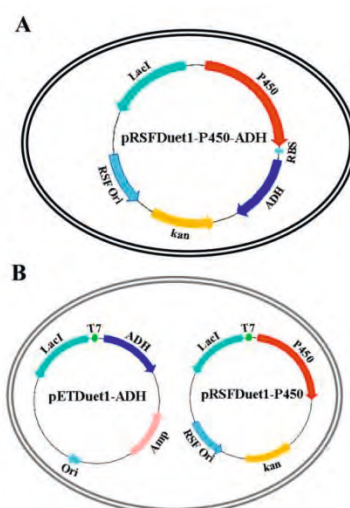 A
LacI
P450
pRSFDuet1-P450-ADH
RBS
RSF Ori
ADH
kan
B
T7
LacI
ADH
pETDuet1-ADH
Amp
Ori
T7
LacI
P450
pRSFDuet1-P450
RSF Ori
kan